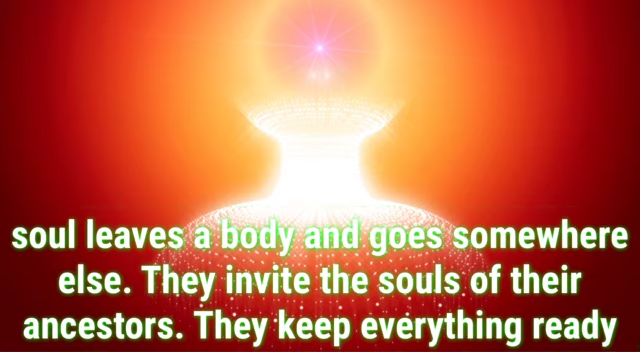 soul leaves a body and goes somewhere
else. They invite the souls of their
ancestors. They keep everything ready